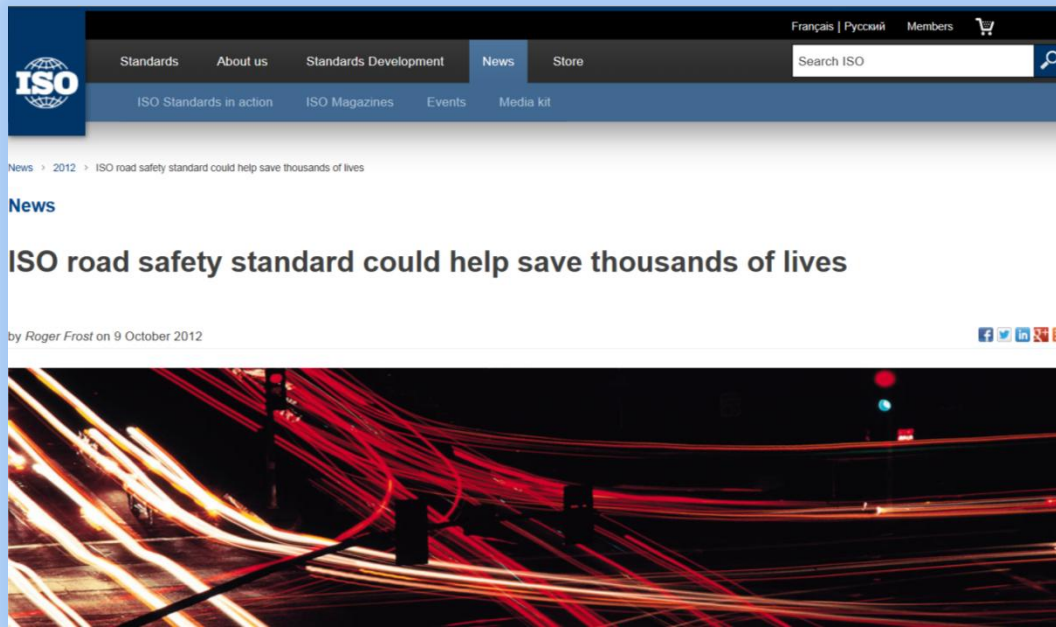 Français | Русский Members
ISO
Standards About us Standards Development News Store Search ISO
ISO Standards in action ISO Magazines Events Media kit
News > 2012 > ISO road safety standard could help save thousands of lives
News
ISO road safety standard could help save thousands of lives
by Roger Frost on 9 October 2012